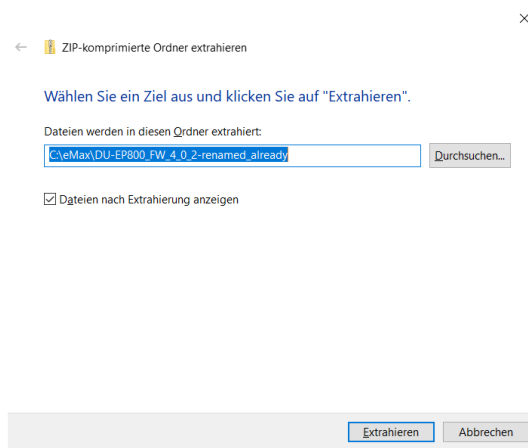 ZIP-komprimierte Ordner extrahieren
Wählen Sie ein Ziel aus und klicken Sie auf "Extrahieren".
Dateien werden in diesen Ordner extrahiert:
C:\eMax\DU-EP800_FW_4_0_2-renamed_already
Durchsuchen...
Dateien nach Extrahierung anzeigen
Extrahieren Abbrechen